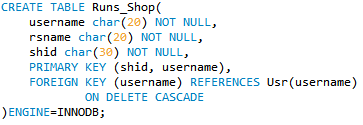 CREATE TABLE Runs_Shop(
username char(20) NOT NULL,
rsname char(20) NOT NULL,
shid char(30) NOT NULL,
PRIMARY KEY (shid, username),
FOREIGN KEY (username) REFERENCES Usr(username)
ON DELETE CASCADE
)ENGINE=INNODB;